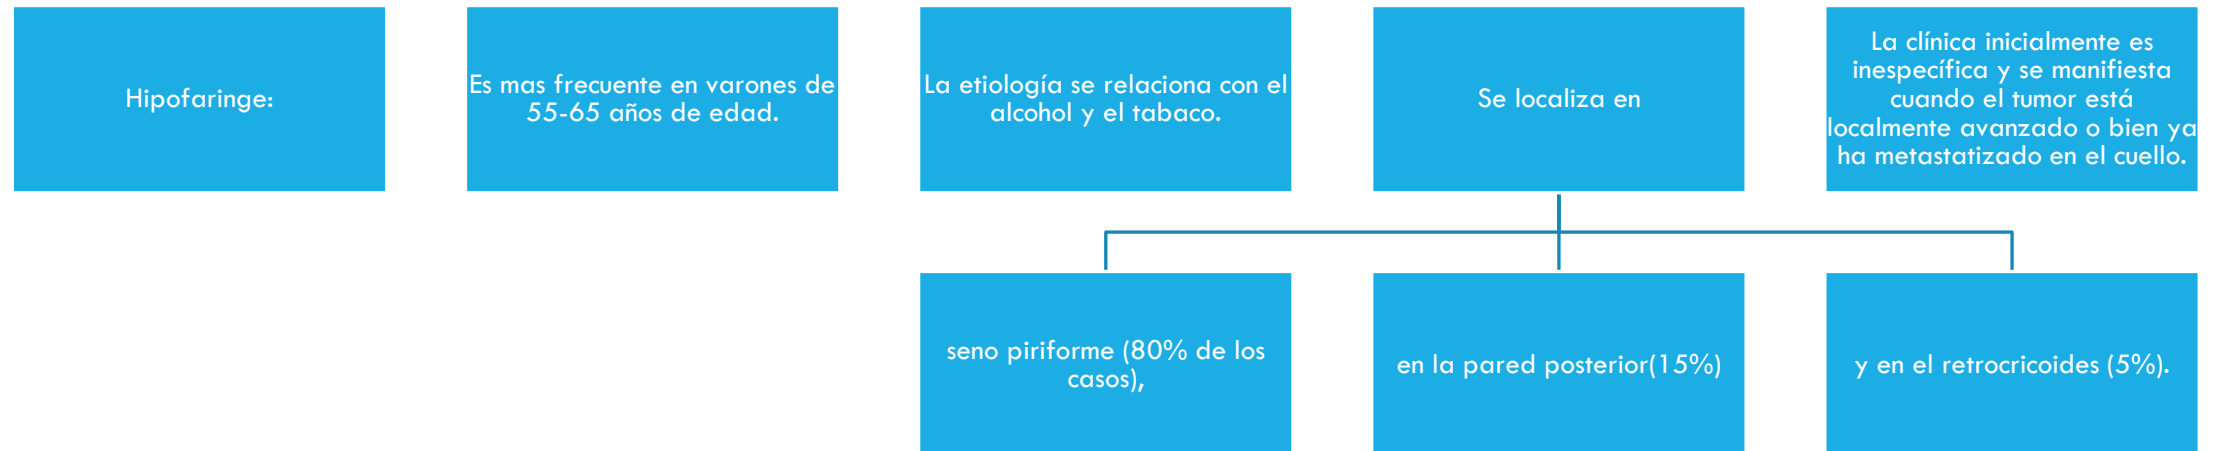 Hipofaringe:
Es mas frecuente en varones de
55-65 años de edad.
La etiología se relaciona con el
alcohol y el tabaco.
Se localiza en
La clínica inicialmente es
inespecífica y se manifiesta
cuando el tumor está
localmente avanzado o bien ya
ha metastatizado en el cuello.
seno piriforme (80% de los
casos),
en la pared posterior(15%)
y en el retrocricoides (5%).